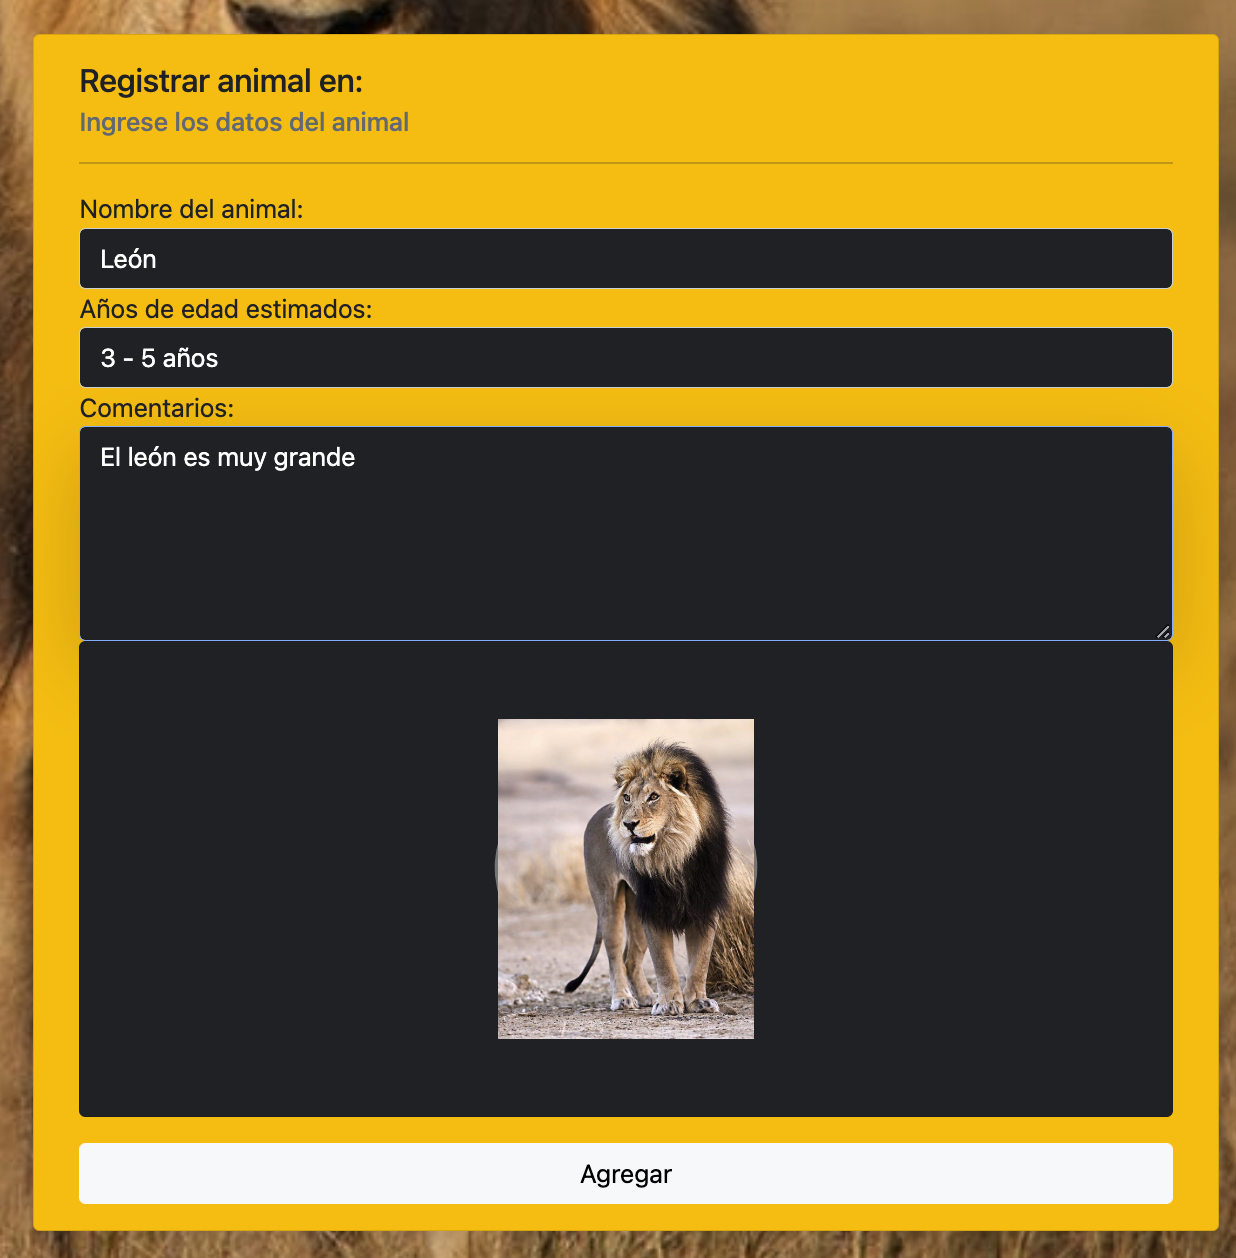 Registrar animal en:
Ingrese los datos del animal
Nombre del animal:
León
Años de edad estimados:
3 - 5 años
Comentarios:
El león es muy grande
Agregar